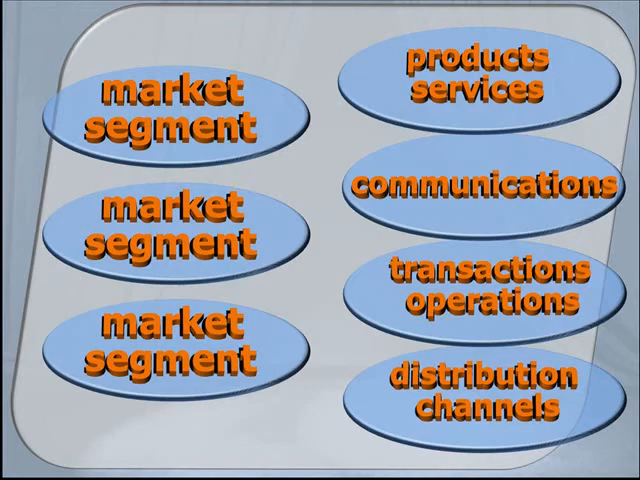 market
segment
market
segment
market
segment
products
services
communications
transactions
operations
distribution
channels